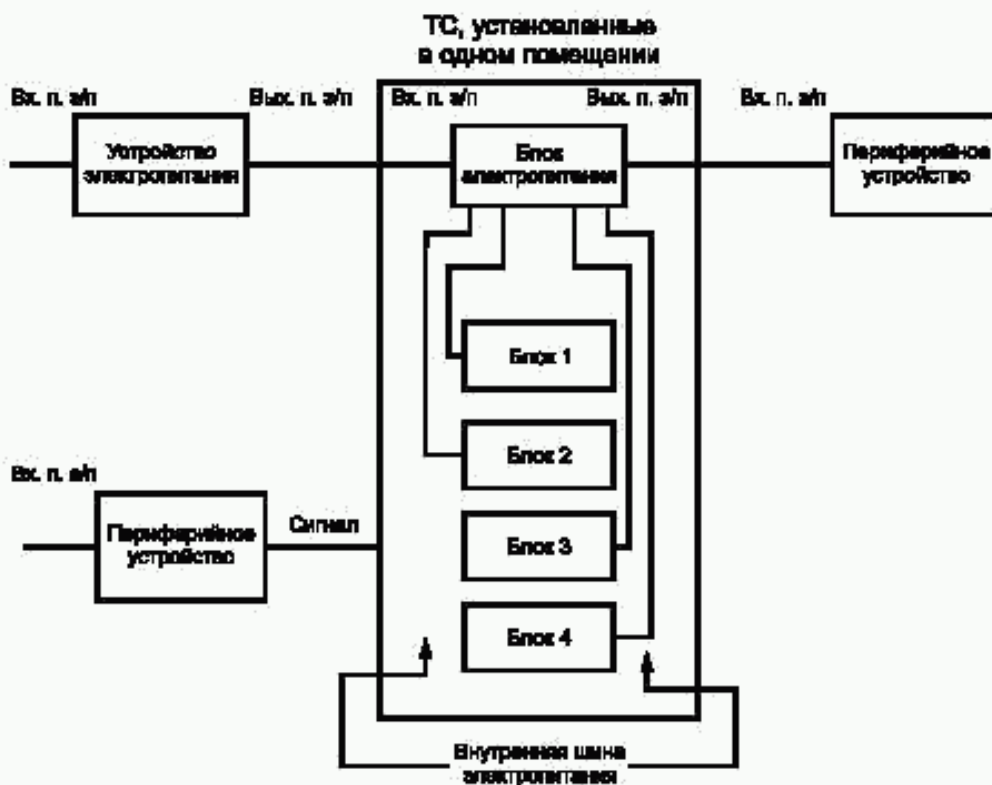 ТС, установленные
в одном помещении
Вх. п. э/п
Вых. п. э/п
Вх. п. э/п
Вых. п. э/п
Вх. п. э/п
Устройство
электропитания
Блок
электропитания
Периферийное
устройство
Блок 1
Блок 2
Вх. п. э/п
Периферийное
устройство
Сигнал
Блок 3
Блок 4
Внутренняя шина
электропитания